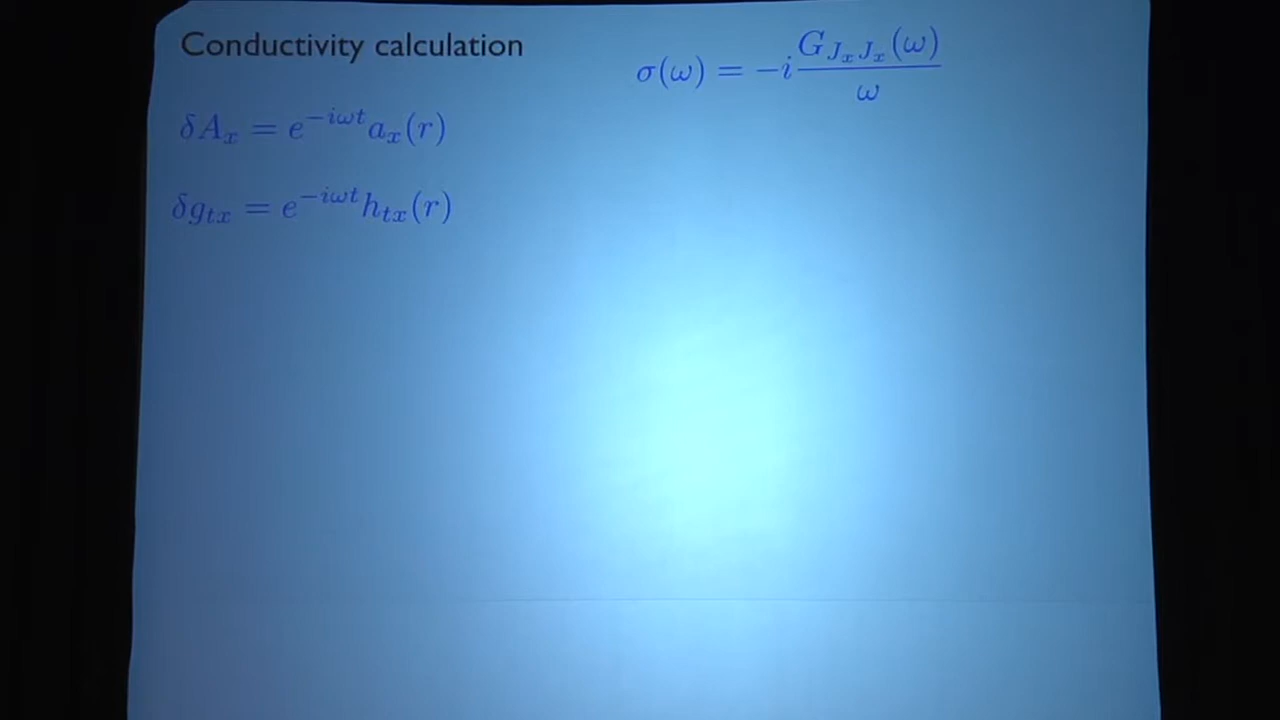 Conductivity calculation
σ(ω) = −i G_{J_x J_x}(ω) / ω
δA_x = e^{−iωt} a_x(r)
δg_{tx} = e^{−iωt} h_{tx}(r)